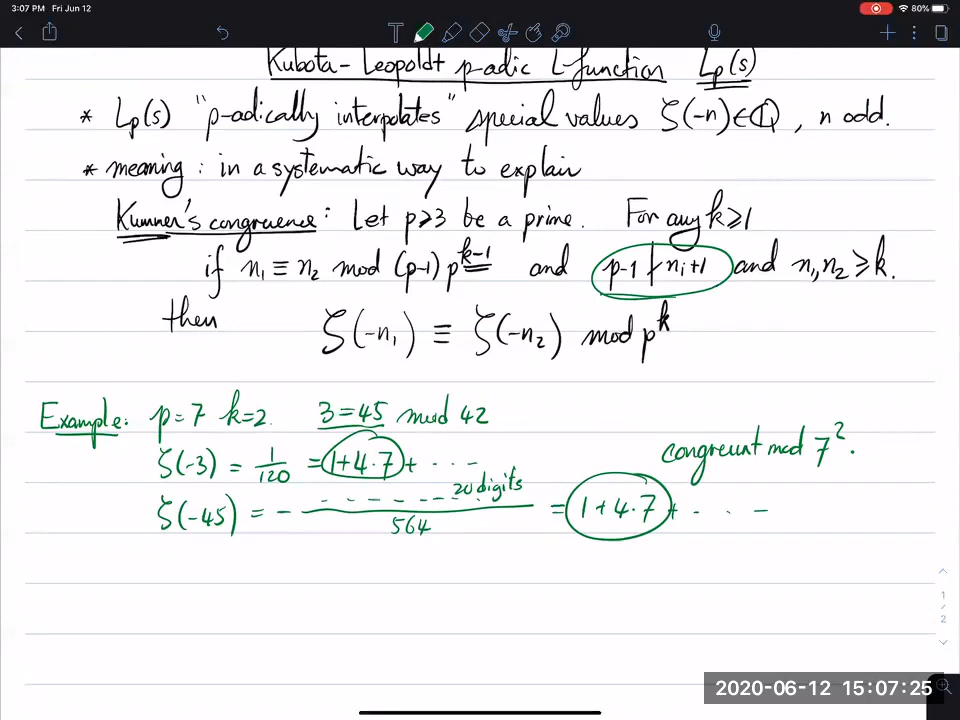 3:07 PM Fri Jun 12
80%
Kubota-Leopoldt p-adic L-function Lp(s)
* Lp(s) "p-adically interpolates" special values ζ(-n)∈ℚ, n odd.
* meaning: in a systematic way to explain
Kummer's congruence: Let p≥3 be a prime. For any k≥1
if n₁ ≡ n₂ mod (p-1) p^{k-1} and p-1 ∤ nᵢ+1 and n₁, n₂ ≥ k.
then ζ(-n₁) ≡ ζ(-n₂) mod p^k
Example: p=7 k=2. 3=45 mod 42
ζ(-3) = 1/120 = 1+4·7+ ··· congruent mod 7².
ζ(-45) = - (--- ··· 20 digits)/564 = 1+4·7+ ···
1
/
2
2020-06-12 15:07:25